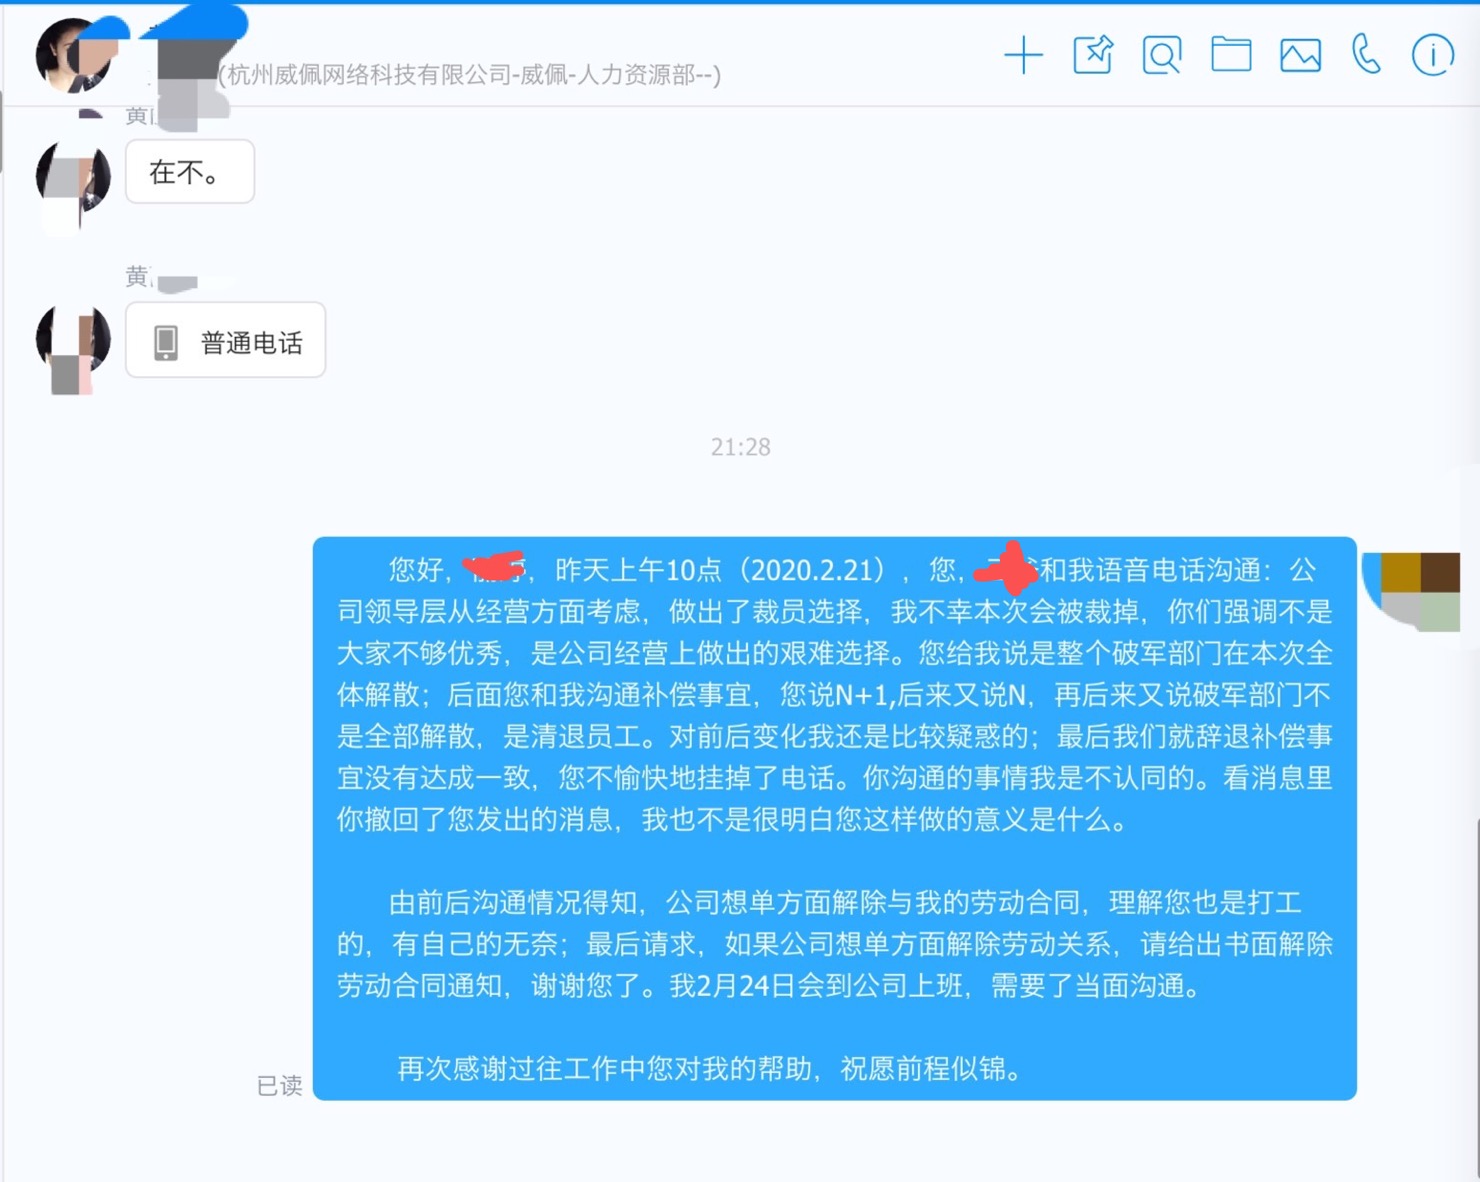 (杭州威佩网络科技有限公司-威佩-人力资源部--)
黄
在不。
黄
普通电话
21:28
您好，，昨天上午10点（2020.2.21），您，和我语音电话沟通：公
司领导层从经营方面考虑，做出了裁员选择，我不幸本次会被裁掉，你们强调不是
大家不够优秀，是公司经营上做出的艰难选择。您给我说是整个破军部门在本次全
体解散；后面您和我沟通补偿事宜，您说N+1,后来又说N，再后来又说破军部门不
是全部解散，是清退员工。对前后变化我还是比较疑惑的；最后我们就辞退补偿事
宜没有达成一致，您不愉快地挂掉了电话。你沟通的事情我是不认同的。看消息里
你撤回了您发出的消息，我也不是很明白您这样做的意义是什么。
由前后沟通情况得知，公司想单方面解除与我的劳动合同，理解您也是打工
的，有自己的无奈；最后请求，如果公司想单方面解除劳动关系，请给出书面解除
劳动合同通知，谢谢您了。我2月24日会到公司上班，需要了当面沟通。
再次感谢过往工作中您对我的帮助，祝愿前程似锦。
已读